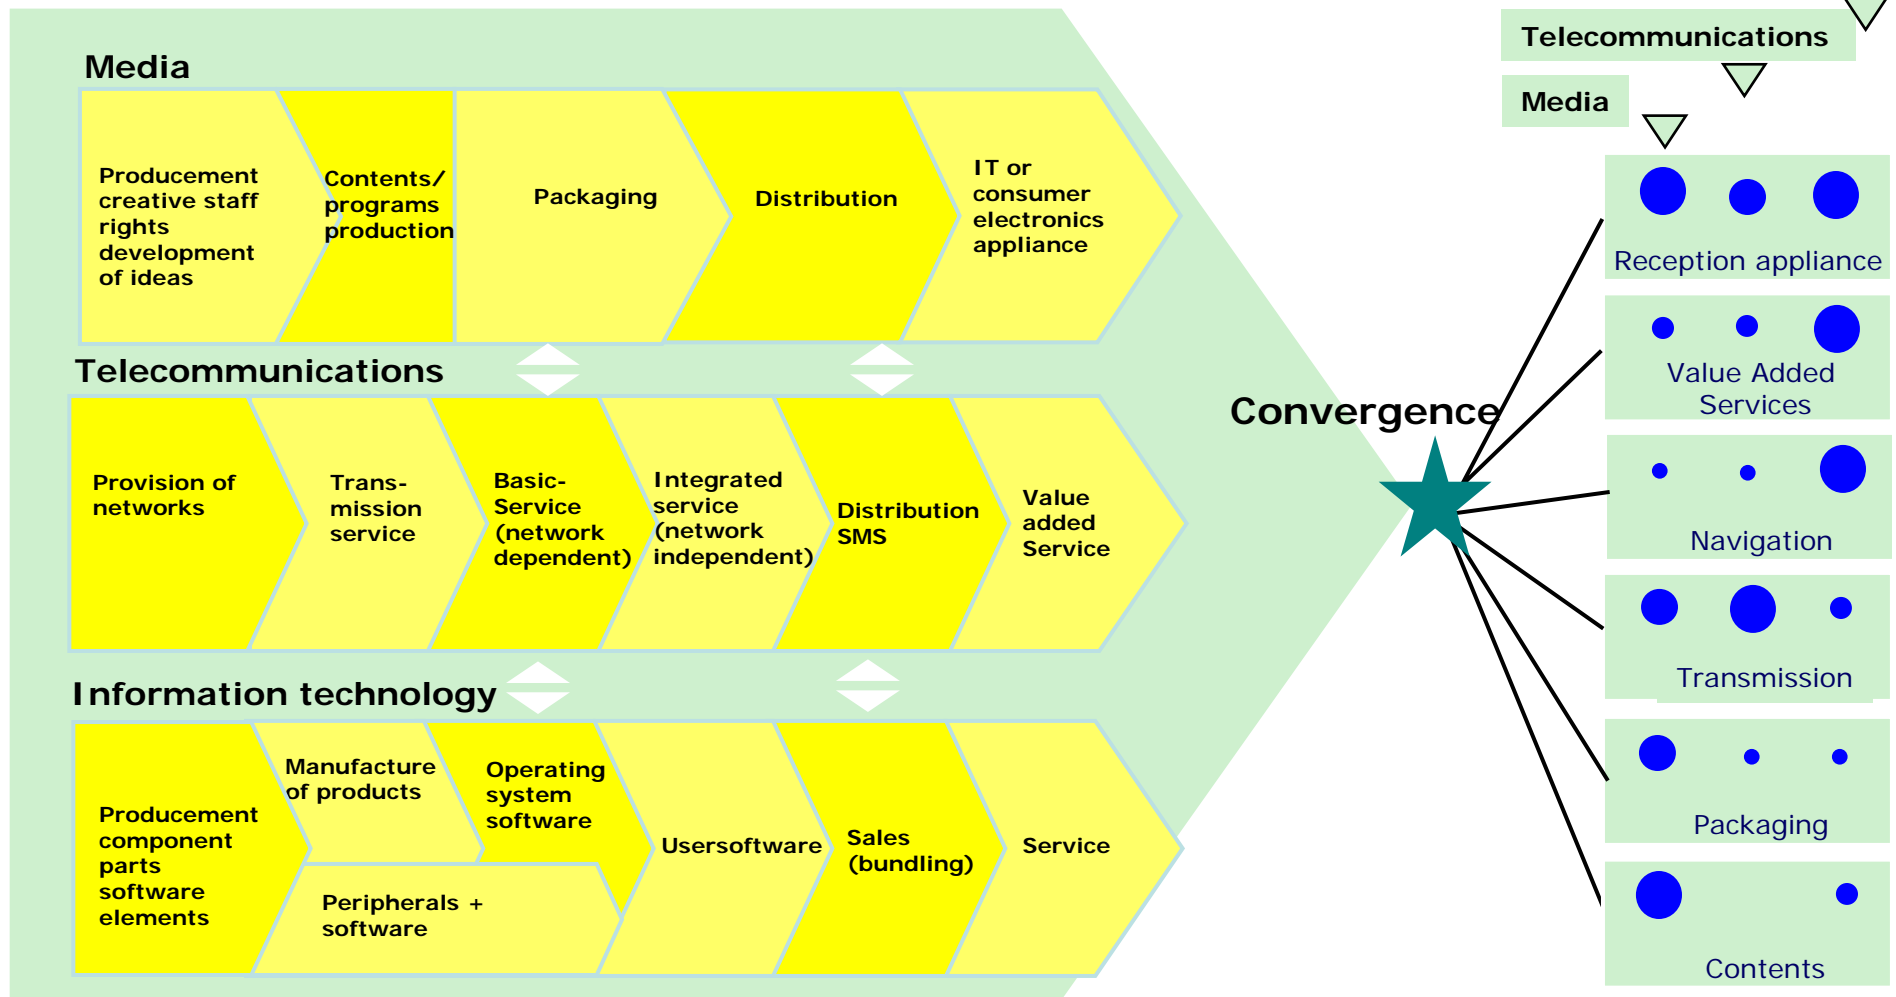 Media
Producement
creative staff
rights
development
of ideas
Contents/
programs
production
Packaging
Distribution
IT or
consumer
electronics
appliance
Telecommunications
Provision of
networks
Trans-
mission
service
Basic-
Service
(network
dependent)
Integrated
service
(network
independent)
Distribution
SMS
Value
added
Service
Information technology
Producement
component
parts
software
elements
Manufacture
of products
Peripherals +
software
Operating
system
software
Usersoftware
Sales
(bundling)
Service
Convergence
Telecommunications
Media
Reception appliance
Value Added
Services
Navigation
Transmission
Packaging
Contents